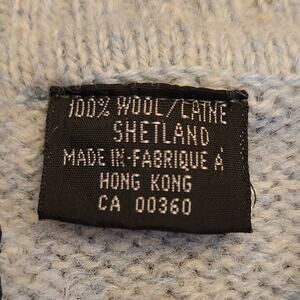 100% WOOL/LAINE
SHETLAND
MADE IN-FABRIQUE À
HONG KONG
CA 00360